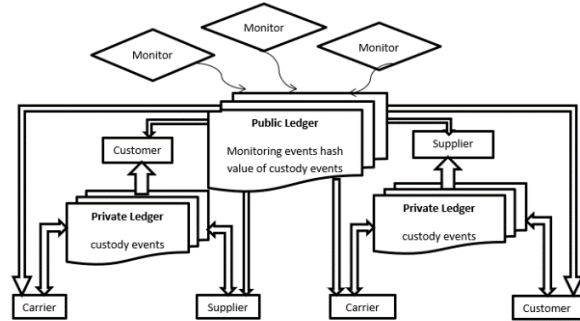 Monitor
Monitor
Monitor
Public Ledger
Monitoring events hash
value of custody events
Customer
Supplier
Private Ledger
custody events
Private Ledger
custody events
Carrier
Supplier
Carrier
Customer